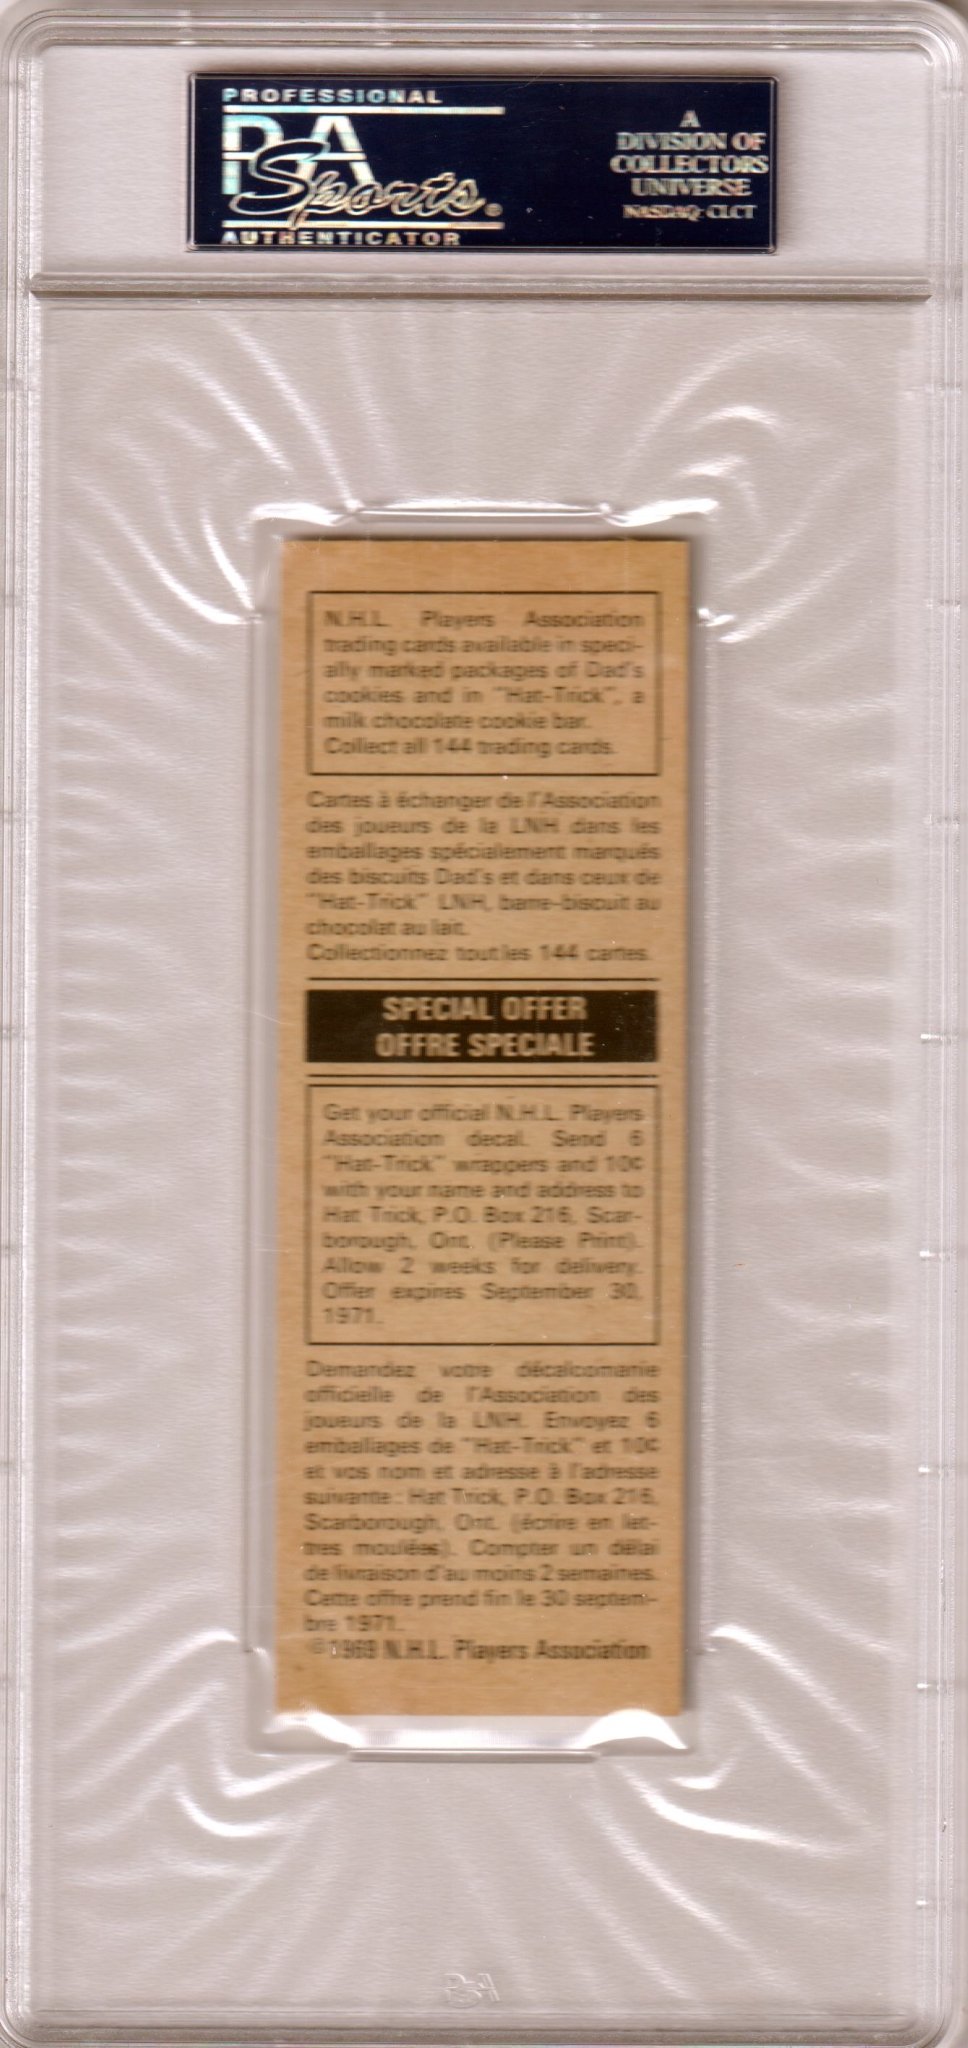 PROFESSIONAL
PSA
Sports
AUTHENTICATOR
A
DIVISION OF
COLLECTORS
UNIVERSE
NASDAQ: CLCT
N.H.L. Players Association
trading cards available in speci-
ally marked packages of Dad's
cookies and in "Hat-Trick", a
milk chocolate cookie bar.
Collect all 144 trading cards.
Cartes à échanger de l'Association
des joueurs de la LNH dans les
emballages spécialement marqués
des biscuits Dad's et dans ceux de
"Hat-Trick" LNH, barre-biscuit au
chocolat au lait.
Collectionnez toutles 144 cartes.
SPECIAL OFFER
OFFRE SPECIALE
Get your official N.H.L. Players
Association decal. Send 6
"Hat-Trick" wrappers and 10¢
with your name and address to
Hat Trick, P.O. Box 216, Scar-
borough, Ont. (Please Print).
Allow 2 weeks for delivery.
Offer expires September 30,
1971.
Demandez votre décalcomanie
officielle de l'Association des
joueurs de la LNH. Envoyez 6
emballages de "Hat-Trick" et 10¢
et vos nom et adresse à l'adresse
suivante: Hat Trick, P.O. Box 216,
Scarborough, Ont. (écrire en let-
tres moulées). Compter un délai
de livraison d'au moins 2 semaines.
Cette offre prend fin le 30 septem-
bre 1971.
©1969 N.H.L. Players Association
PSA